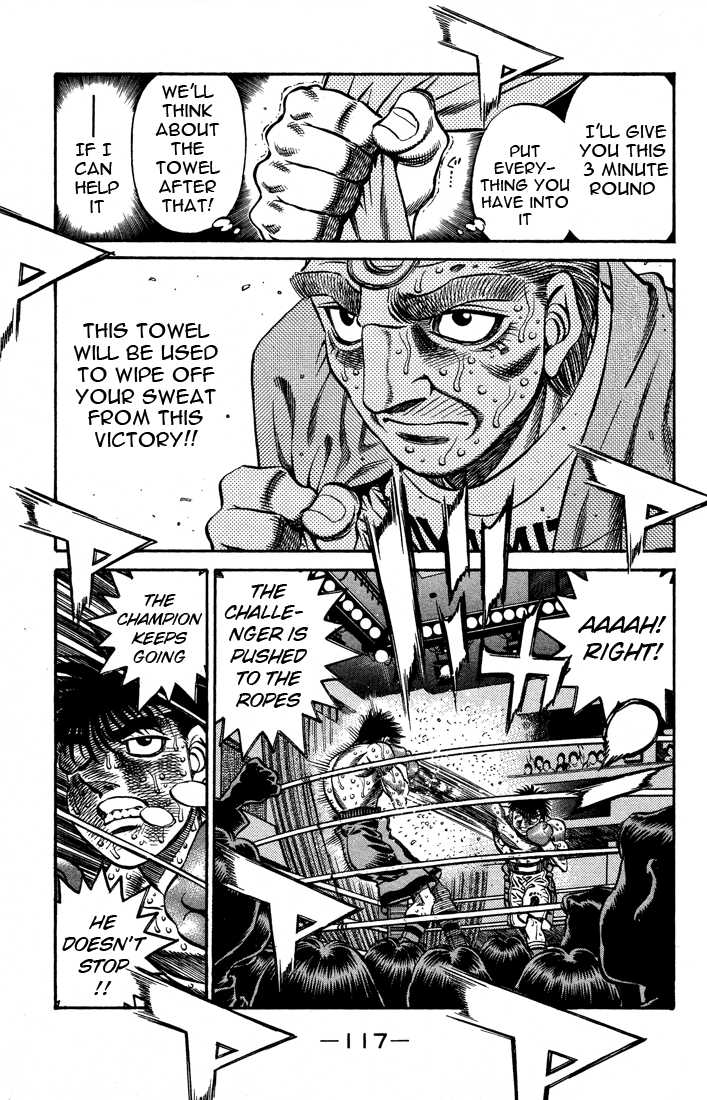 I'LL GIVE
YOU THIS
3 MINUTE
ROUND
PUT
EVERY-
THING YOU
HAVE INTO
IT
WE'LL
THINK
ABOUT
THE
TOWEL
AFTER
THAT!
—
IF I
CAN
HELP
IT
THIS TOWEL
WILL BE USED
TO WIPE OFF
YOUR SWEAT
FROM THIS
VICTORY!!
AAAAH!
RIGHT!
THE
CHALLE-
NGER IS
PUSHED
TO THE
ROPES
THE
CHAMPION
KEEPS
GOING
HE
DOESN'T
STOP
!!
—117—